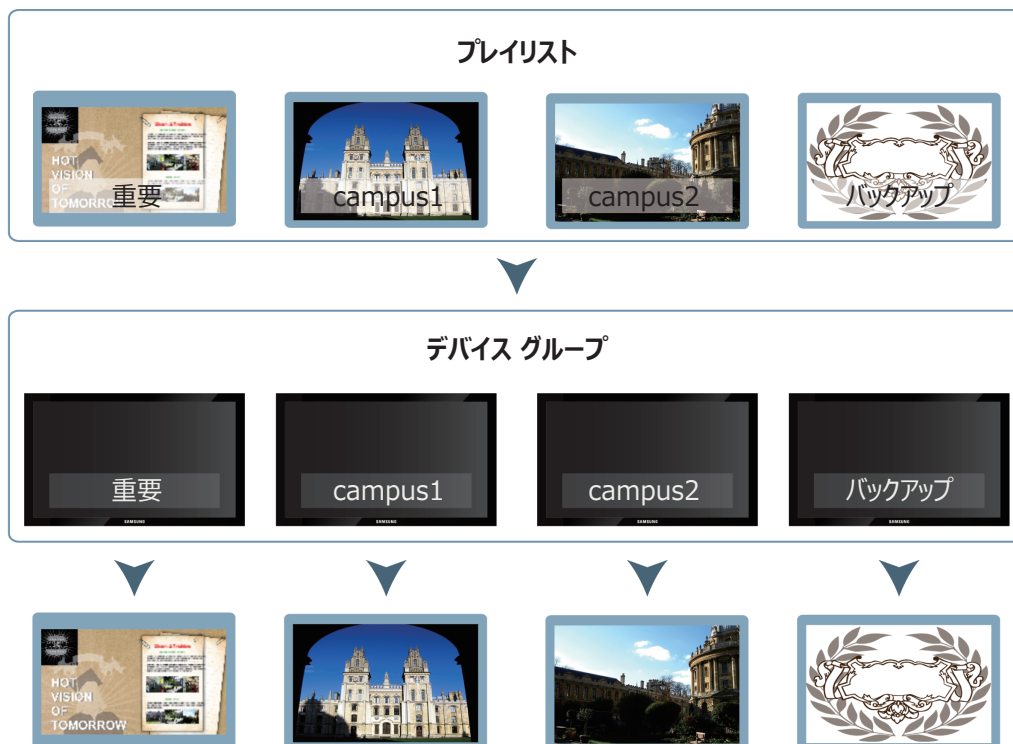 プレイリスト
HOT
VISION
OF
TOMORRO
重要
campus1
campus2
バックアップ
デバイス グループ
重要
campus1
campus2
バックアップ
SAMSUNG
SAMSUNG
SAMSUNG
SAMSUNG
HOT
VISION
OF
TOMORROW